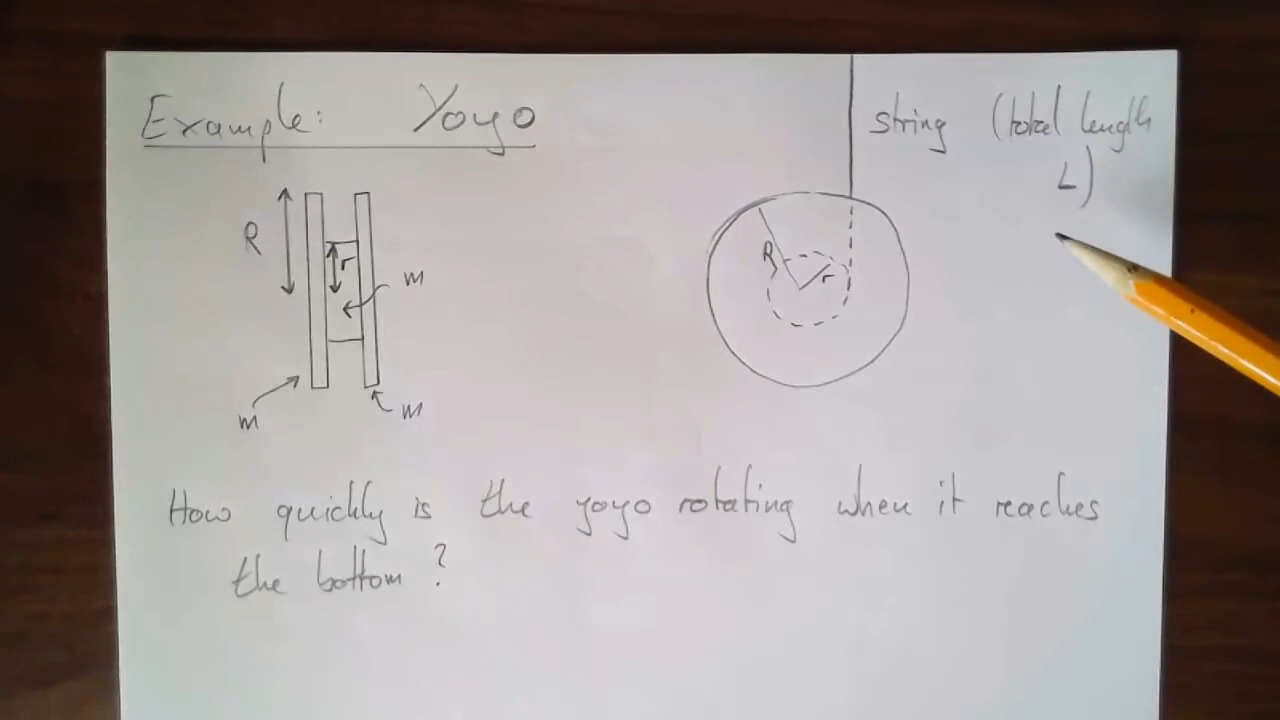 Example: Yoyo
string (total length
L)
R
r
m
m
m
R
r
How quickly is the yoyo rotating when it reaches
the bottom?